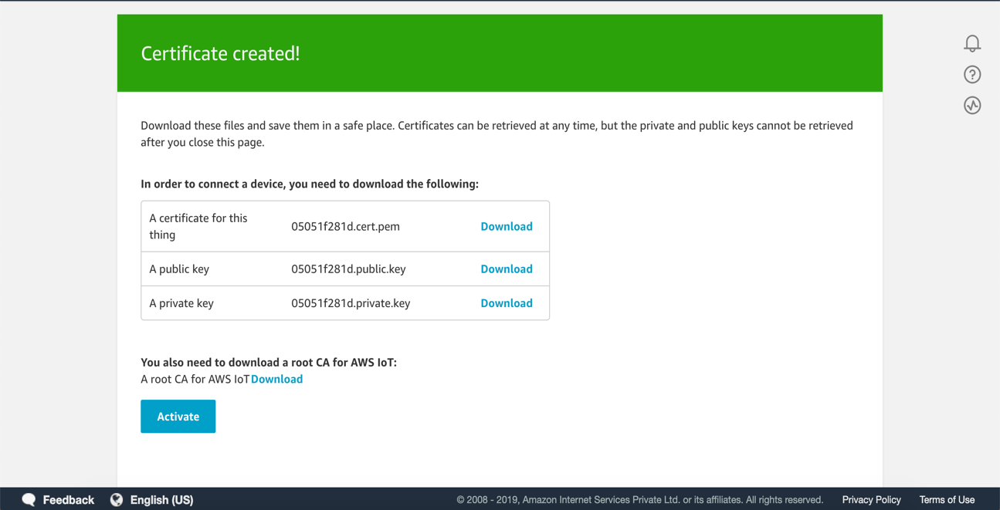 Certificate created!
Download these files and save them in a safe place. Certificates can be retrieved at any time, but the private and public keys cannot be retrieved
after you close this page.
In order to connect a device, you need to download the following:
A certificate for this
thing
05051f281d.cert.pem
Download
A public key
05051f281d.public.key
Download
A private key
05051f281d.private.key
Download
You also need to download a root CA for AWS IoT:
A root CA for AWS IoT Download
Activate
Feedback
English (US)
© 2008 - 2019, Amazon Internet Services Private Ltd. or its affiliates. All rights reserved.
Privacy Policy
Terms of Use